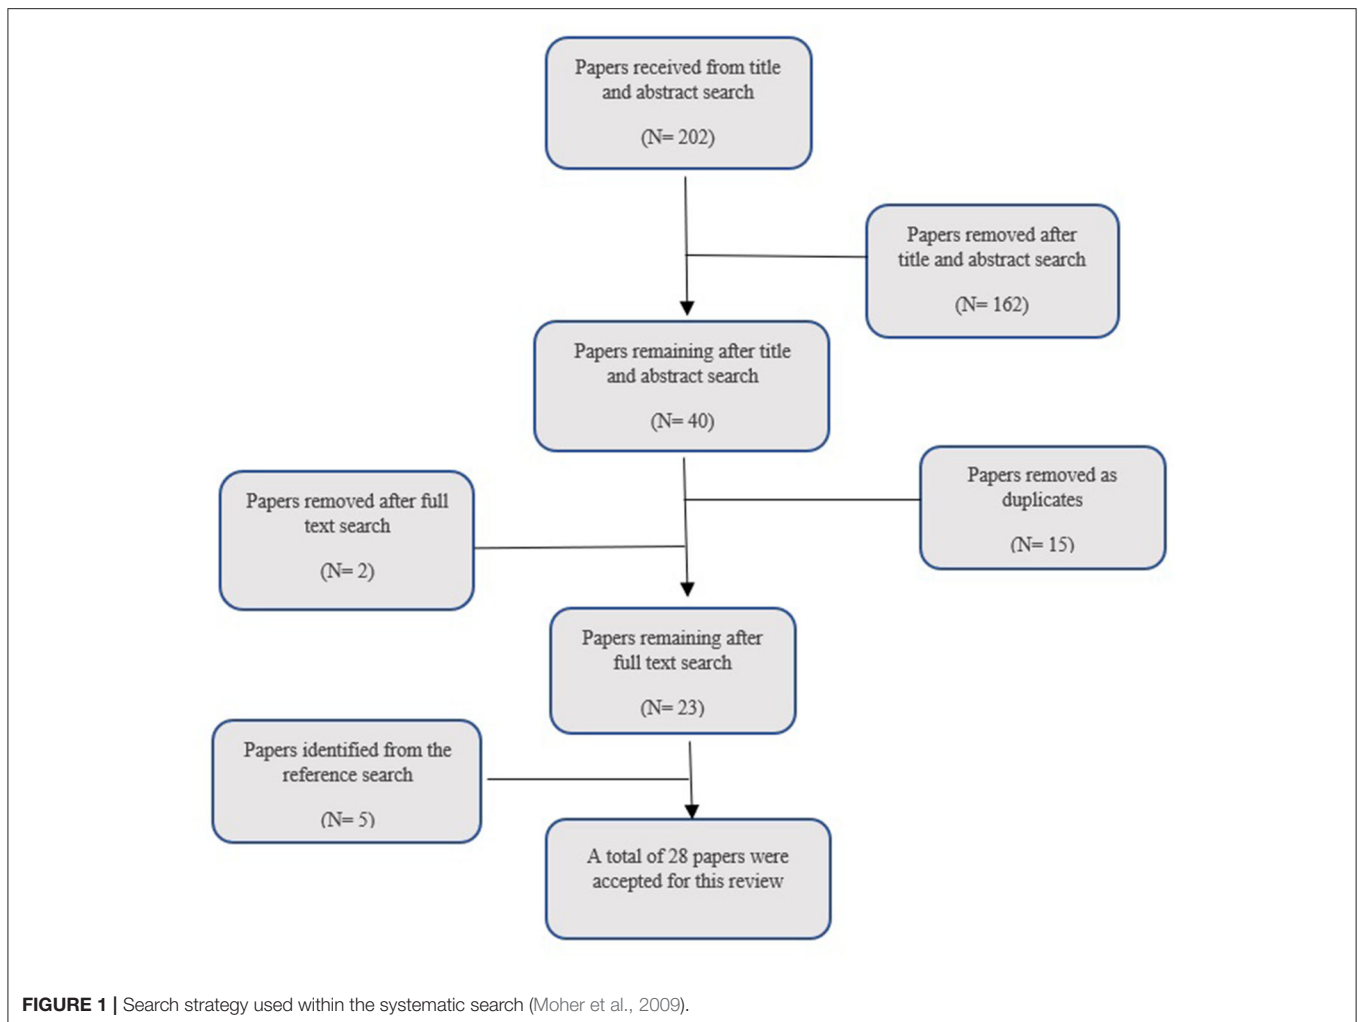 Papers received from title
and abstract search
(N= 202)
Papers removed after
title and abstract search
(N= 162)
Papers remaining after title
and abstract search
(N= 40)
Papers removed as
duplicates
(N= 15)
Papers removed after full
text search
(N= 2)
Papers remaining after
full text search
(N= 23)
Papers identified from the
reference search
(N= 5)
A total of 28 papers were
accepted for this review
FIGURE 1 | Search strategy used within the systematic search (Moher et al., 2009).